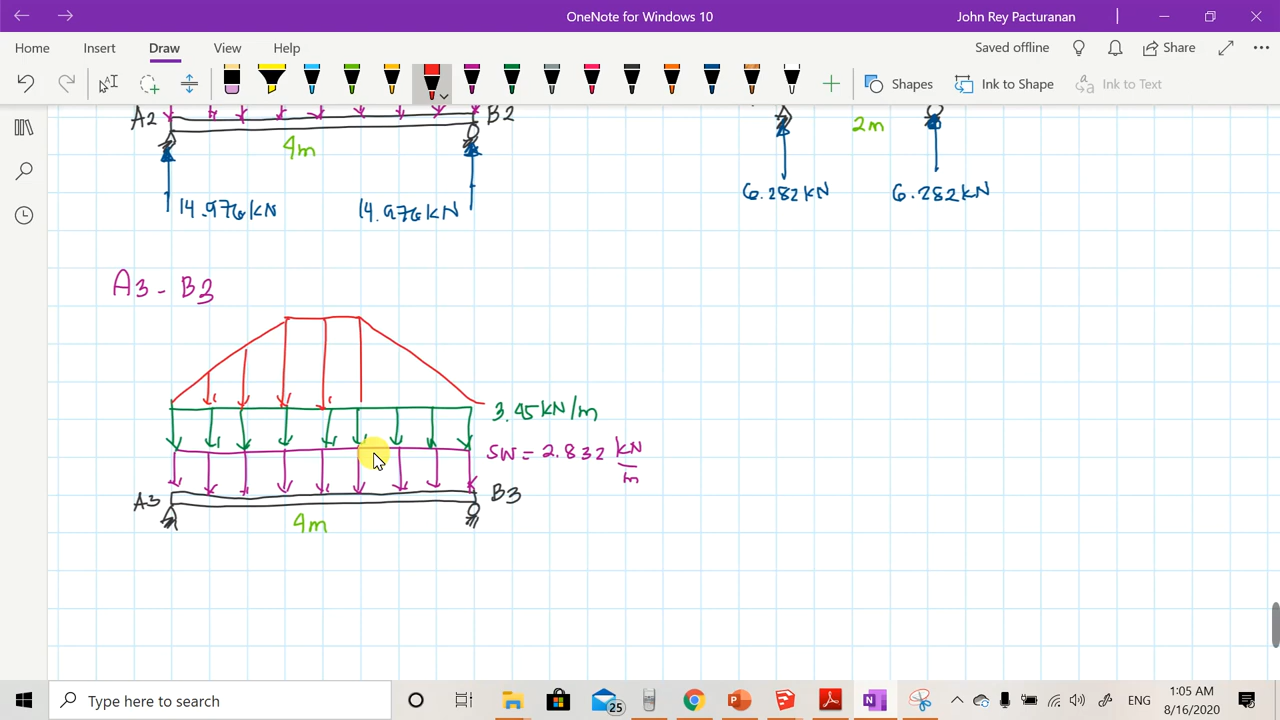 OneNote for Windows 10
John Rey Pacturanan
Home Insert Draw View Help
Saved offline
Share
Shapes
Ink to Shape
Ink to Text
A2
B2
4m
2m
14.976kN
14.976kN
6.282kN
6.282kN
A3 - B3
3.45kN/m
SW = 2.832 kN/m
A3
B3
4m
Type here to search
25
ENG
1:05 AM
8/16/2020